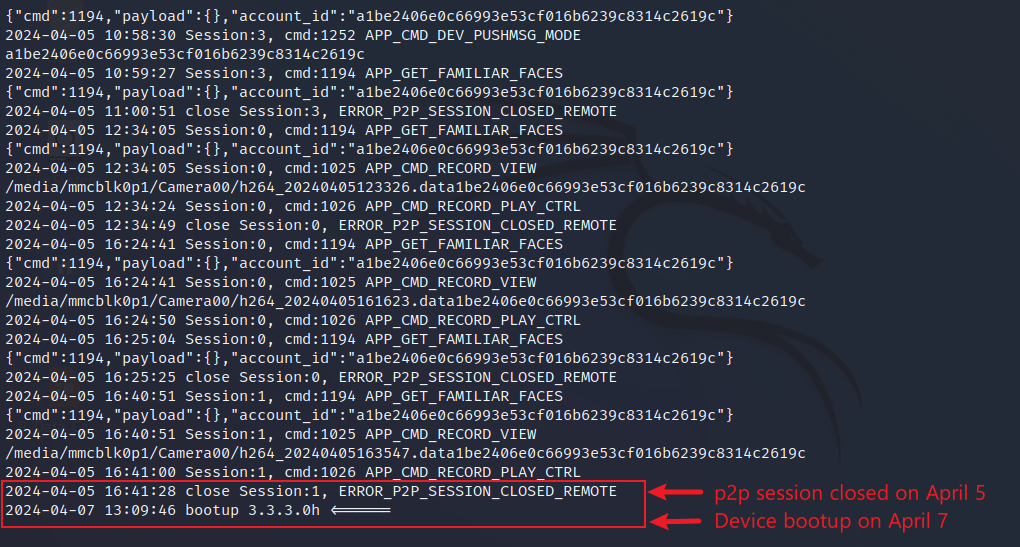 {"cmd":1194,"payload":{},"account_id":"a1be2406e0c66993e53cf016b6239c8314c2619c"}
2024-04-05 10:58:30 Session:3, cmd:1252 APP_CMD_DEV_PUSHMSG_MODE
a1be2406e0c66993e53cf016b6239c8314c2619c
2024-04-05 10:59:27 Session:3, cmd:1194 APP_GET_FAMILIAR_FACES
{"cmd":1194,"payload":{},"account_id":"a1be2406e0c66993e53cf016b6239c8314c2619c"}
2024-04-05 11:00:51 close Session:3, ERROR_P2P_SESSION_CLOSED_REMOTE
2024-04-05 12:34:05 Session:0, cmd:1194 APP_GET_FAMILIAR_FACES
{"cmd":1194,"payload":{},"account_id":"a1be2406e0c66993e53cf016b6239c8314c2619c"}
2024-04-05 12:34:05 Session:0, cmd:1025 APP_CMD_RECORD_VIEW
/media/mmcblk0p1/Camera00/h264_20240405123326.data1be2406e0c66993e53cf016b6239c8314c2619c
2024-04-05 12:34:24 Session:0, cmd:1026 APP_CMD_RECORD_PLAY_CTRL
2024-04-05 12:34:49 close Session:0, ERROR_P2P_SESSION_CLOSED_REMOTE
2024-04-05 16:24:41 Session:0, cmd:1194 APP_GET_FAMILIAR_FACES
{"cmd":1194,"payload":{},"account_id":"a1be2406e0c66993e53cf016b6239c8314c2619c"}
2024-04-05 16:24:41 Session:0, cmd:1025 APP_CMD_RECORD_VIEW
/media/mmcblk0p1/Camera00/h264_20240405161623.data1be2406e0c66993e53cf016b6239c8314c2619c
2024-04-05 16:24:50 Session:0, cmd:1026 APP_CMD_RECORD_PLAY_CTRL
2024-04-05 16:25:04 Session:0, cmd:1194 APP_GET_FAMILIAR_FACES
{"cmd":1194,"payload":{},"account_id":"a1be2406e0c66993e53cf016b6239c8314c2619c"}
2024-04-05 16:25:25 close Session:0, ERROR_P2P_SESSION_CLOSED_REMOTE
2024-04-05 16:40:51 Session:1, cmd:1194 APP_GET_FAMILIAR_FACES
{"cmd":1194,"payload":{},"account_id":"a1be2406e0c66993e53cf016b6239c8314c2619c"}
2024-04-05 16:40:51 Session:1, cmd:1025 APP_CMD_RECORD_VIEW
/media/mmcblk0p1/Camera00/h264_20240405163547.data1be2406e0c66993e53cf016b6239c8314c2619c
2024-04-05 16:41:00 Session:1, cmd:1026 APP_CMD_RECORD_PLAY_CTRL
2024-04-05 16:41:28 close Session:1, ERROR_P2P_SESSION_CLOSED_REMOTE
p2p session closed on April 5
2024-04-07 13:09:46 bootup 3.3.3.0h <======
Device bootup on April 7